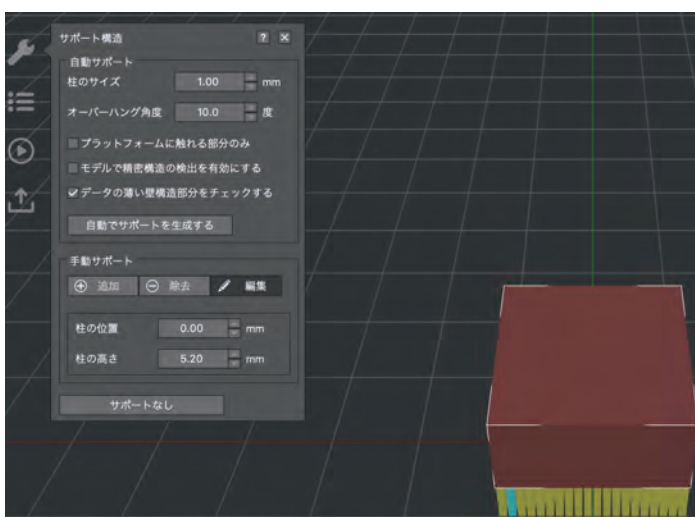 サポート構造 ? ×
自動サポート
柱のサイズ 1.00 mm
オーバーハング角度 10.0 度
プラットフォームに触れる部分のみ
モデルで精密構造の検出を有効にする
データの薄い壁構造部分をチェックする
自動でサポートを生成する
手動サポート
追加 除去 編集
柱の位置 0.00 mm
柱の高さ 5.20 mm
サポートなし